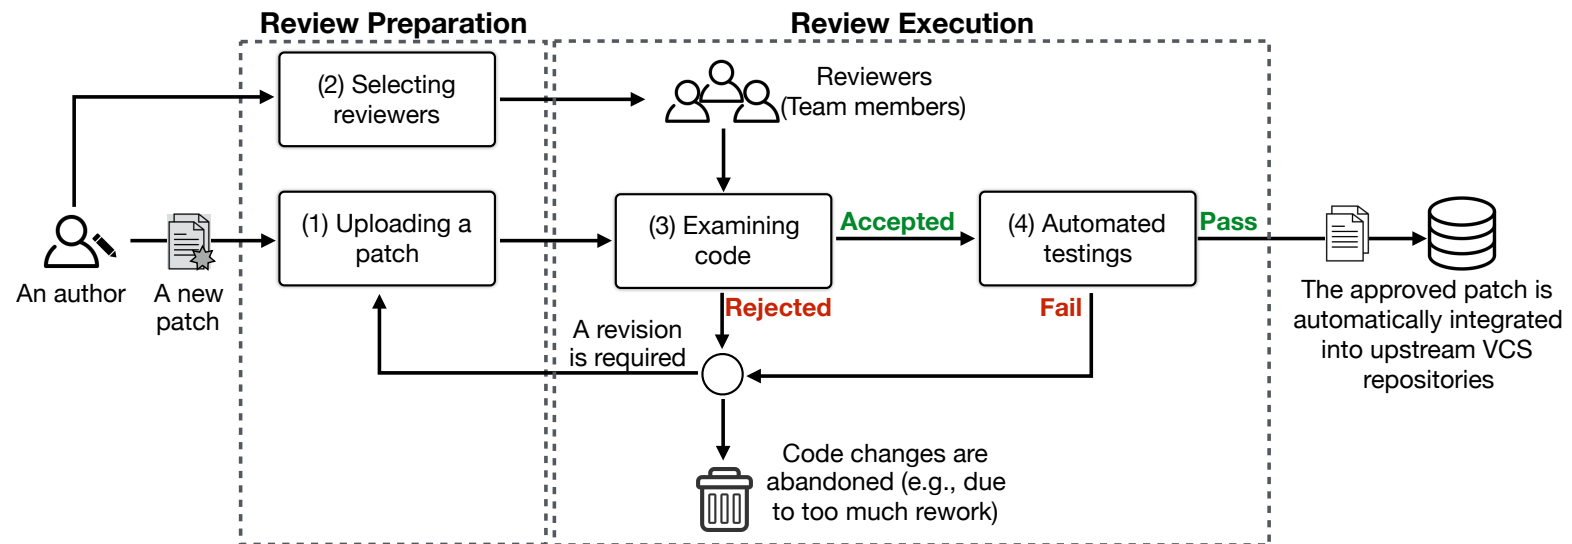 Review Preparation
Review Execution
(2) Selecting
reviewers
Reviewers
(Team members)
An author
A new
patch
(1) Uploading a
patch
(3) Examining
code
Accepted
(4) Automated
testings
Pass
Rejected
Fail
A revision
is required
The approved patch is
automatically integrated
into upstream VCS
repositories
Code changes are
abandoned (e.g., due
to too much rework)